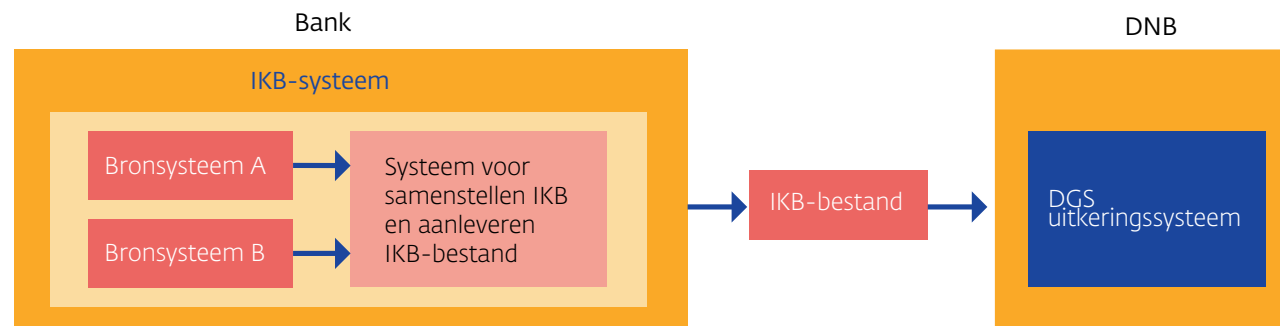 Bank
DNB
IKB-systeem
Bronsysteem A
Bronsysteem B
Systeem voor
samenstellen IKB
en aanleveren
IKB-bestand
IKB-bestand
DGS
uitkeringssysteem